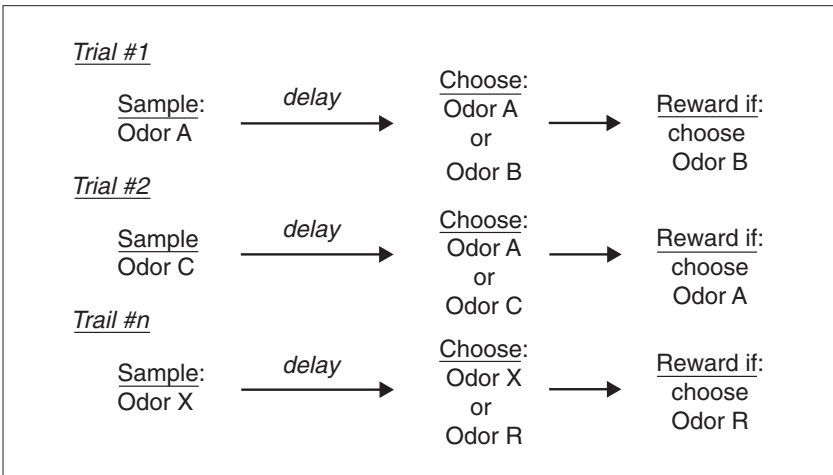 Trial #1
Sample:
Odor A
delay
Choose:
Odor A
or
Odor B
Reward if:
choose
Odor B
Trial #2
Sample
Odor C
delay
Choose:
Odor A
or
Odor C
Reward if:
choose
Odor A
Trail #n
Sample:
Odor X
delay
Choose:
Odor X
or
Odor R
Reward if:
choose
Odor R